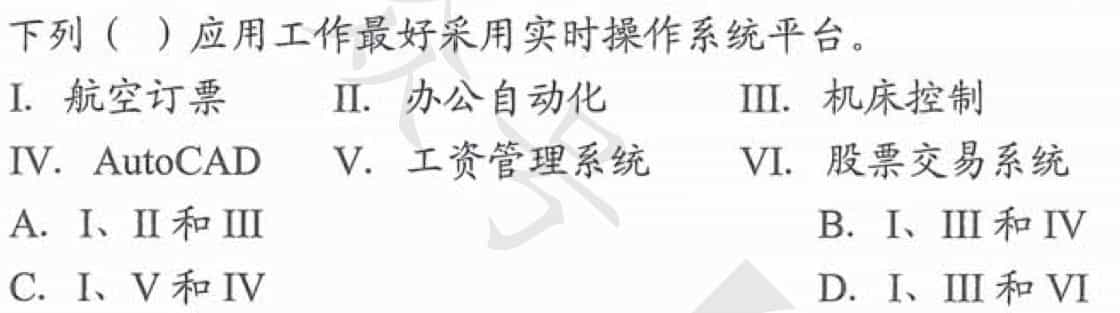 下列（ ）应用工作最好采用实时操作系统平台。
I. 航空订票 II. 办公自动化 III. 机床控制
IV. AutoCAD V. 工资管理系统 VI. 股票交易系统
A. I、II 和 III B. I、III 和 IV
C. I、V 和 IV D. I、III 和 VI